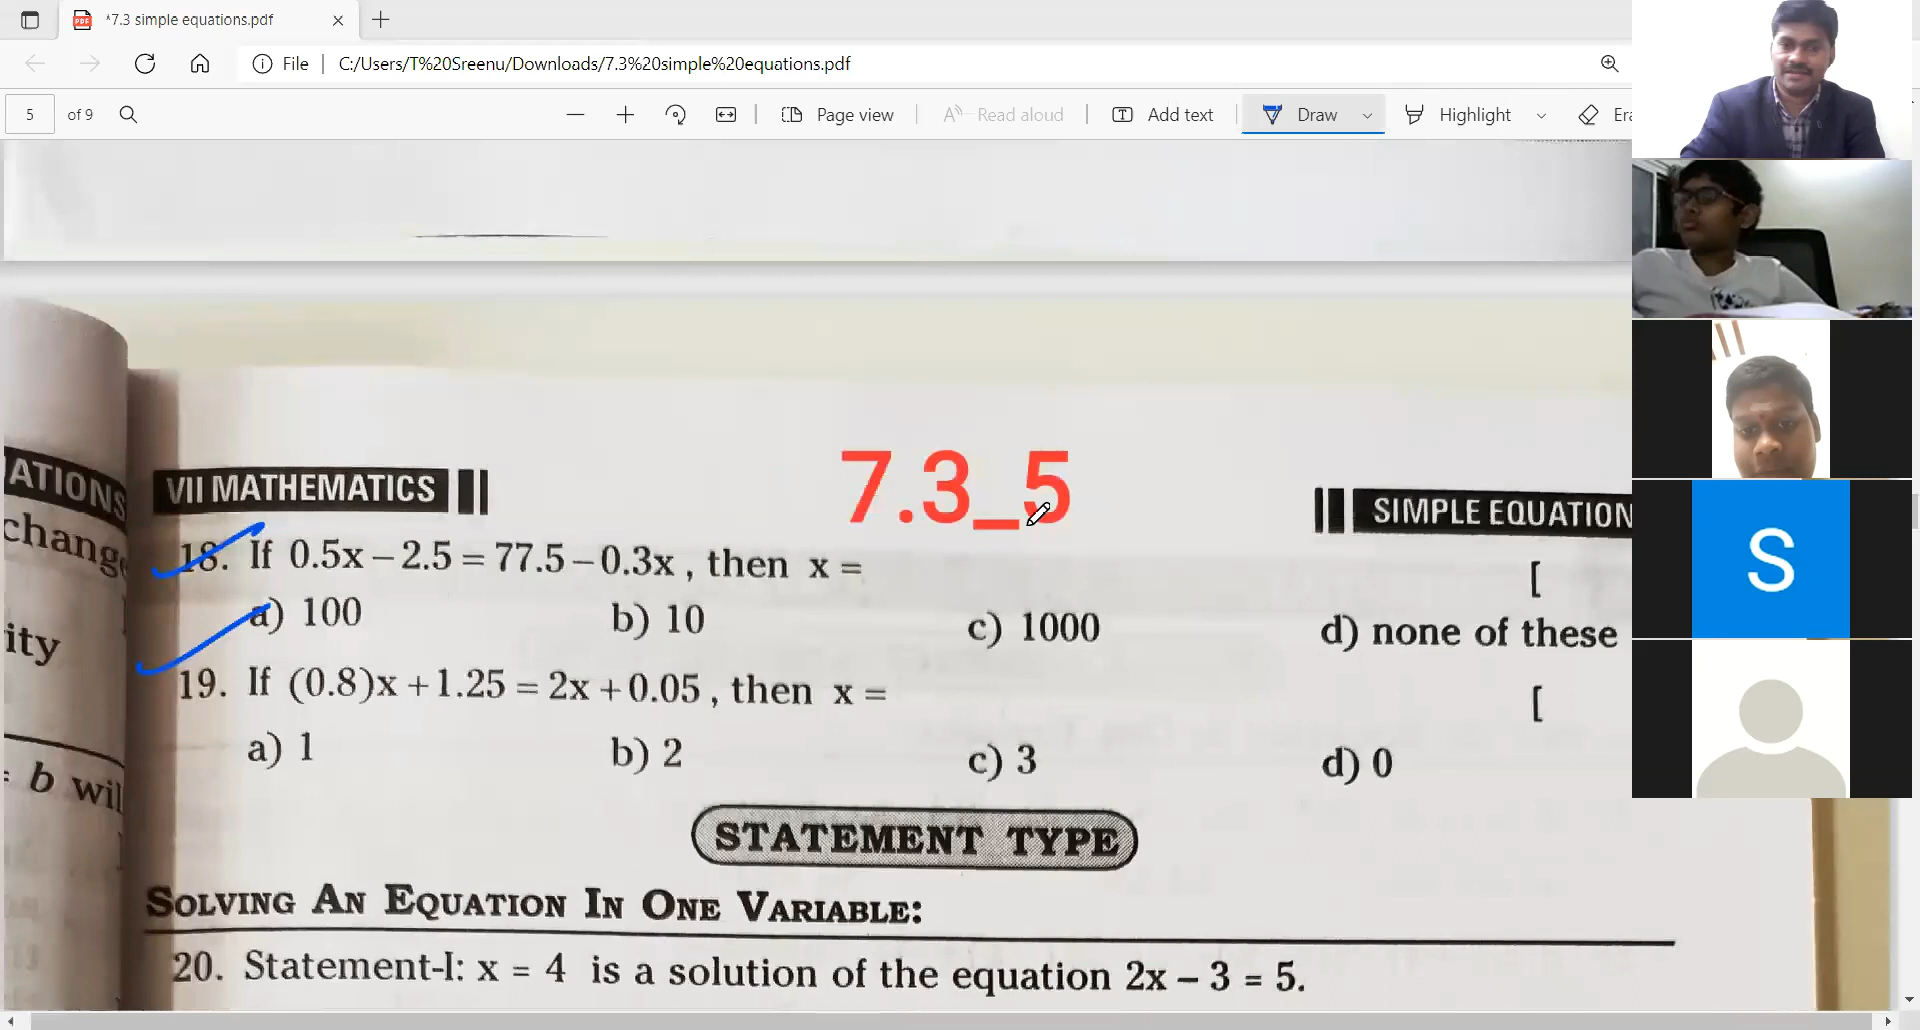 *7.3 simple equations.pdf
File | C:/Users/T%20Sreenu/Downloads/7.3%20simple%20equations.pdf
5 of 9 Page view Read aloud Add text Draw Highlight
ATIONS
change
ity
= b will
VII MATHEMATICS
7.3_5
SIMPLE EQUATION
18. If 0.5x – 2.5 = 77.5 – 0.3x , then x = [
a) 100 b) 10 c) 1000 d) none of these
19. If (0.8)x + 1.25 = 2x + 0.05 , then x = [
a) 1 b) 2 c) 3 d) 0
STATEMENT TYPE
SOLVING AN EQUATION IN ONE VARIABLE:
20. Statement-I: x = 4 is a solution of the equation 2x – 3 = 5.
S